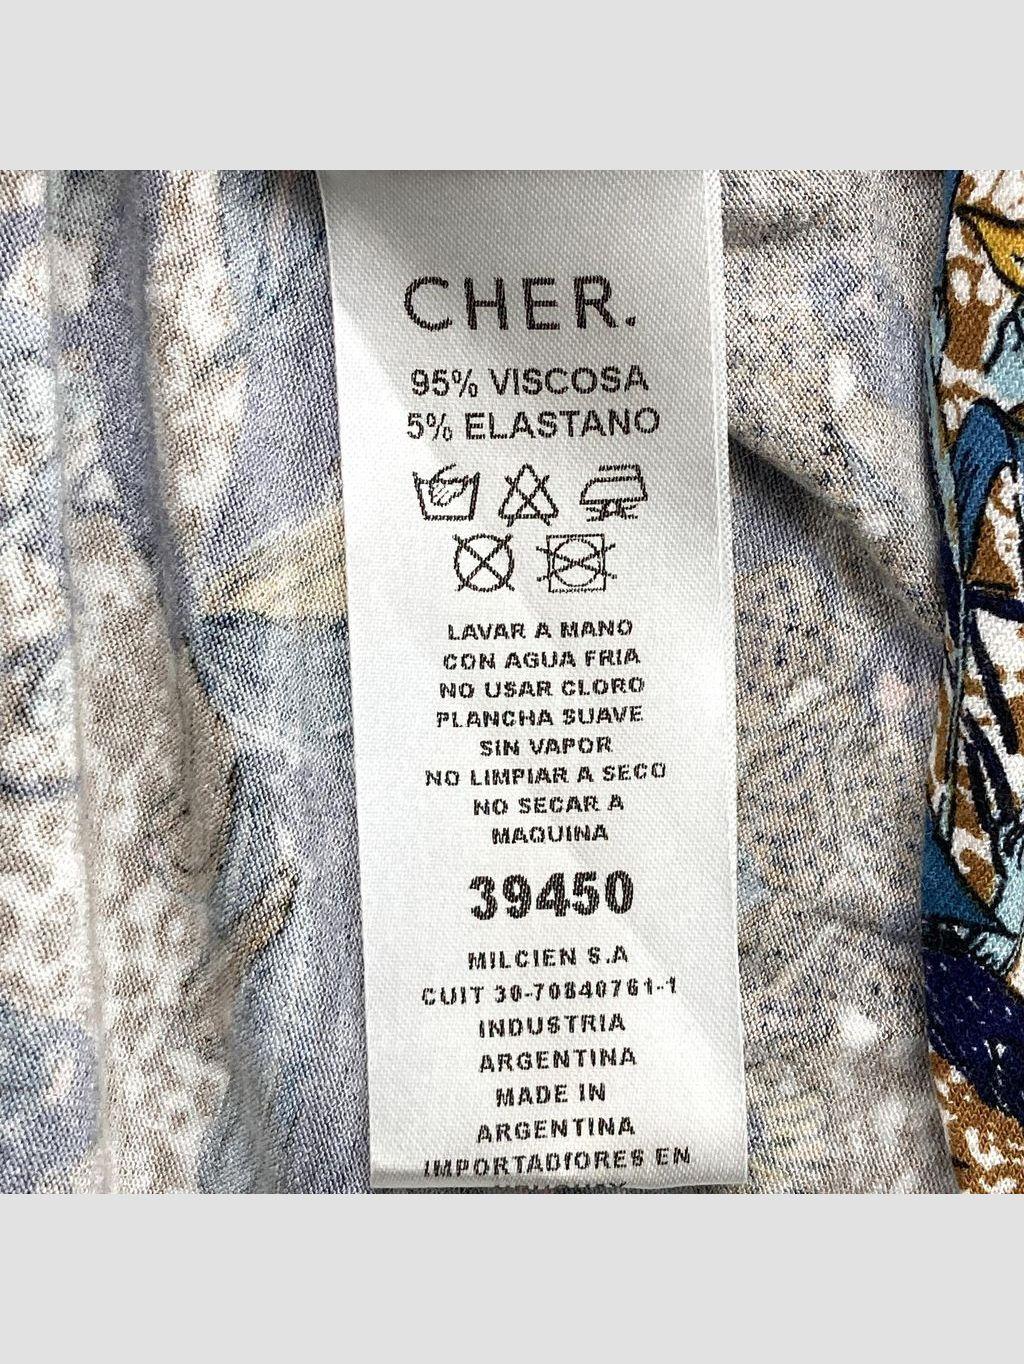 CHER.
95% VISCOSA
5% ELASTANO
LAVAR A MANO
CON AGUA FRIA
NO USAR CLORO
PLANCHA SUAVE
SIN VAPOR
NO LIMPIAR A SECO
NO SECAR A
MAQUINA
39450
MILCIEN S.A
CUIT 30-70840761-1
INDUSTRIA
ARGENTINA
MADE IN
ARGENTINA
IMPORTADfORES EN